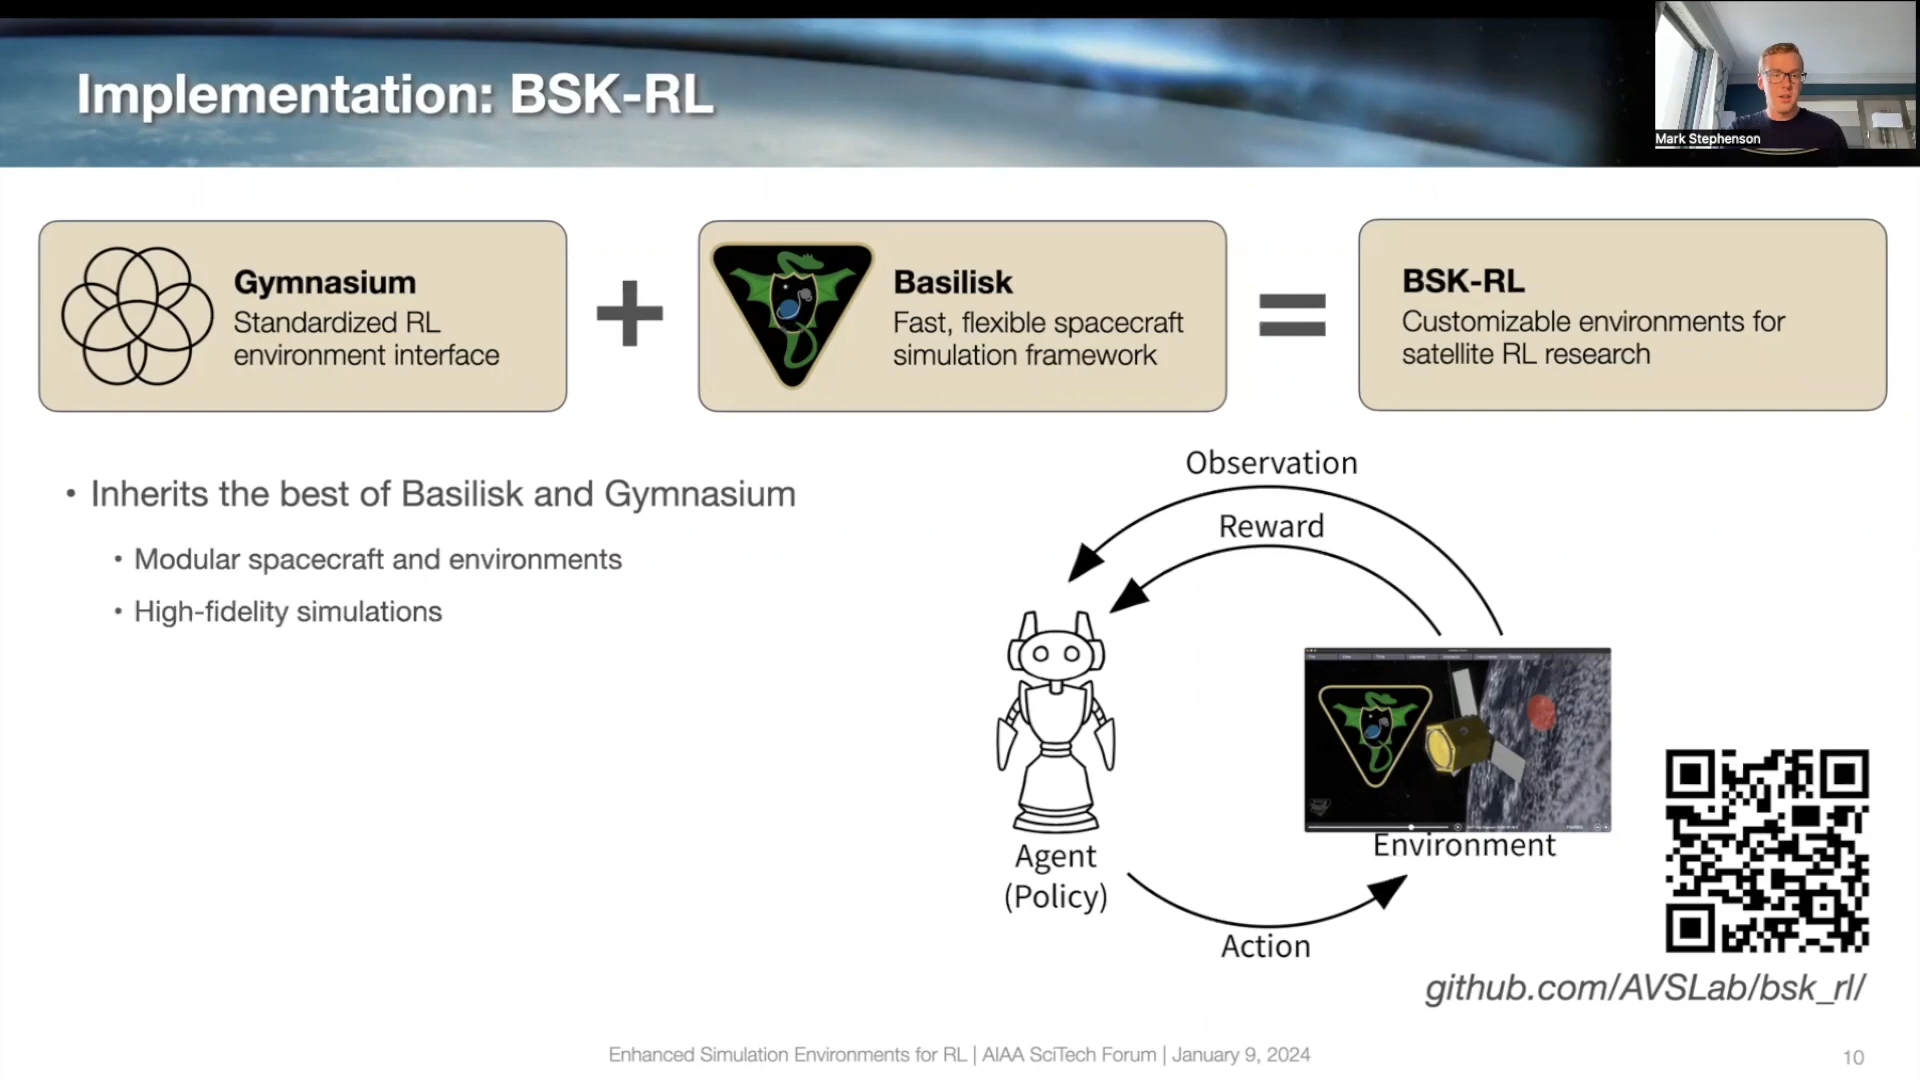 Implementation: BSK-RL
Mark Stephenson
Gymnasium
Standardized RL
environment interface
+
Basilisk
Fast, flexible spacecraft
simulation framework
=
BSK-RL
Customizable environments for
satellite RL research
• Inherits the best of Basilisk and Gymnasium
• Modular spacecraft and environments
• High-fidelity simulations
Observation
Reward
Agent
(Policy)
Environment
Action
github.com/AVSLab/bsk_rl/
Enhanced Simulation Environments for RL | AIAA SciTech Forum | January 9, 2024
10